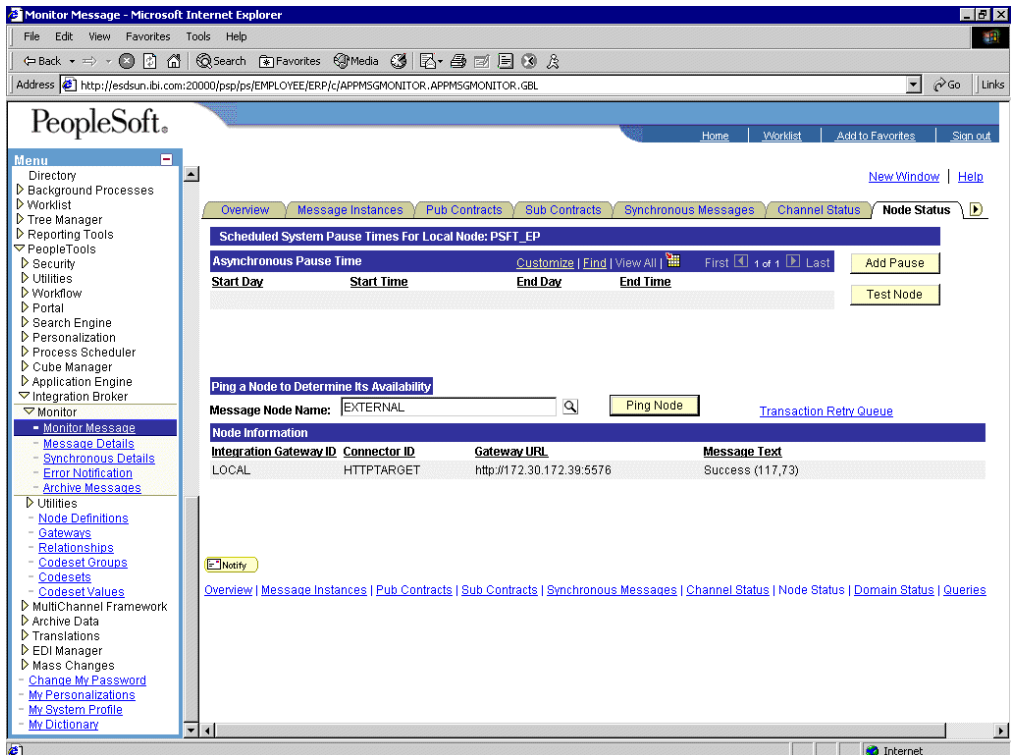 Monitor Message - Microsoft Internet Explorer
File Edit View Favorites Tools Help
Back Search Favorites Media
Address http://esdsun.ibi.com:20000/psp/ps/EMPLOYEE/ERP/c/APPMSGMONITOR.APPMSGMONITOR.GBL Go Links
PeopleSoft®
Home Worklist Add to Favorites Sign out
New Window | Help
Menu
Directory
Background Processes
Worklist
Tree Manager
Reporting Tools
PeopleTools
Security
Utilities
Workflow
Portal
Search Engine
Personalization
Process Scheduler
Cube Manager
Application Engine
Integration Broker
Monitor
Monitor Message
- Message Details
- Synchronous Details
- Error Notification
- Archive Messages
Utilities
- Node Definitions
- Gateways
- Relationships
- Codeset Groups
- Codesets
- Codeset Values
MultiChannel Framework
Archive Data
Translations
EDI Manager
Mass Changes
- Change My Password
- My Personalizations
- My System Profile
- My Dictionary
Overview Message Instances Pub Contracts Sub Contracts Synchronous Messages Channel Status Node Status
Scheduled System Pause Times For Local Node: PSFT_EP
Asynchronous Pause Time Customize | Find | View All | First 1 of 1 Last Add Pause
Start Day Start Time End Day End Time
Test Node
Ping a Node to Determine Its Availability
Message Node Name: EXTERNAL Ping Node Transaction Retry Queue
Node Information
Integration Gateway ID Connector ID Gateway URL Message Text
LOCAL HTTPTARGET http://172.30.172.39:5576 Success (117,73)
Notify
Overview | Message Instances | Pub Contracts | Sub Contracts | Synchronous Messages | Channel Status | Node Status | Domain Status | Queries
Internet